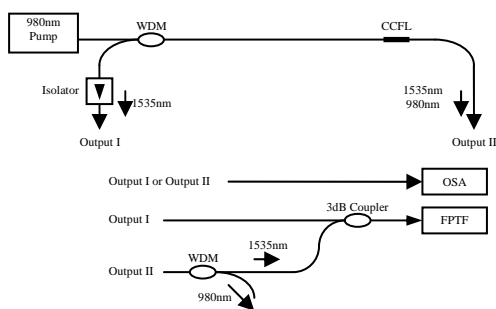 980nm
Pump
WDM
CCFL
Isolator
1535nm
1535nm
980nm
Output I
Output II
Output I or Output II
OSA
3dB Coupler
Output I
FPTF
1535nm
WDM
Output II
980nm